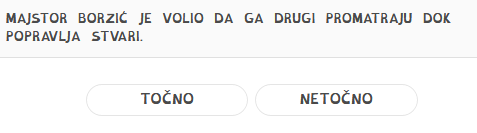 MAJSTOR BORZIĆ JE VOLIO DA GA DRUGI PROMATRAJU DOK
POPRAVLJA STVARI.
TOČNO
NETOČNO